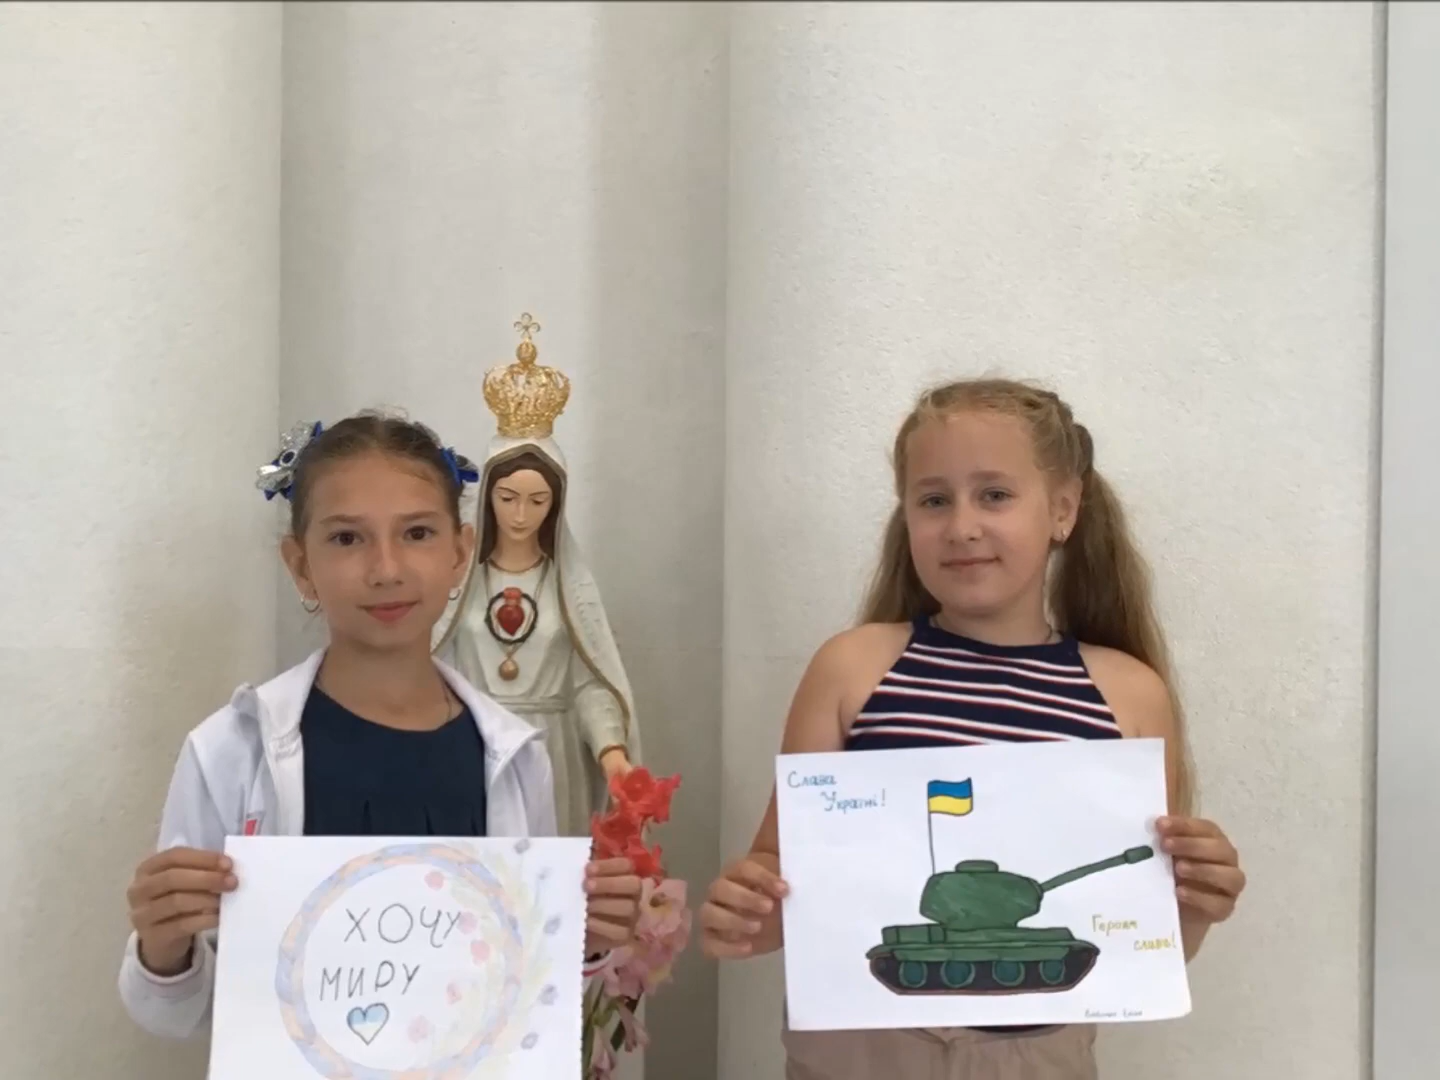 ХОЧУ
МИРУ
Слава
Україні!
Героям
слава!